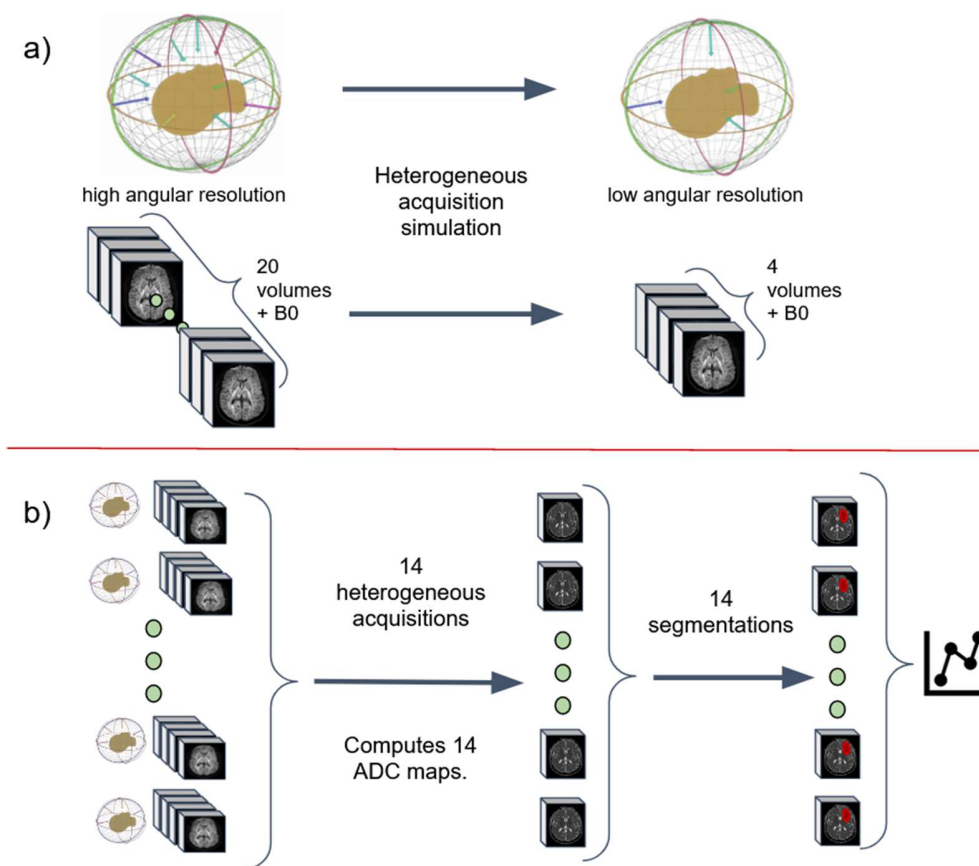 a)
high angular resolution
Heterogeneous
acquisition
simulation
low angular resolution
20
volumes
+ B0
4
volumes
+ B0
b)
14
heterogeneous
acquisitions
Computes 14
ADC maps.
14
segmentations